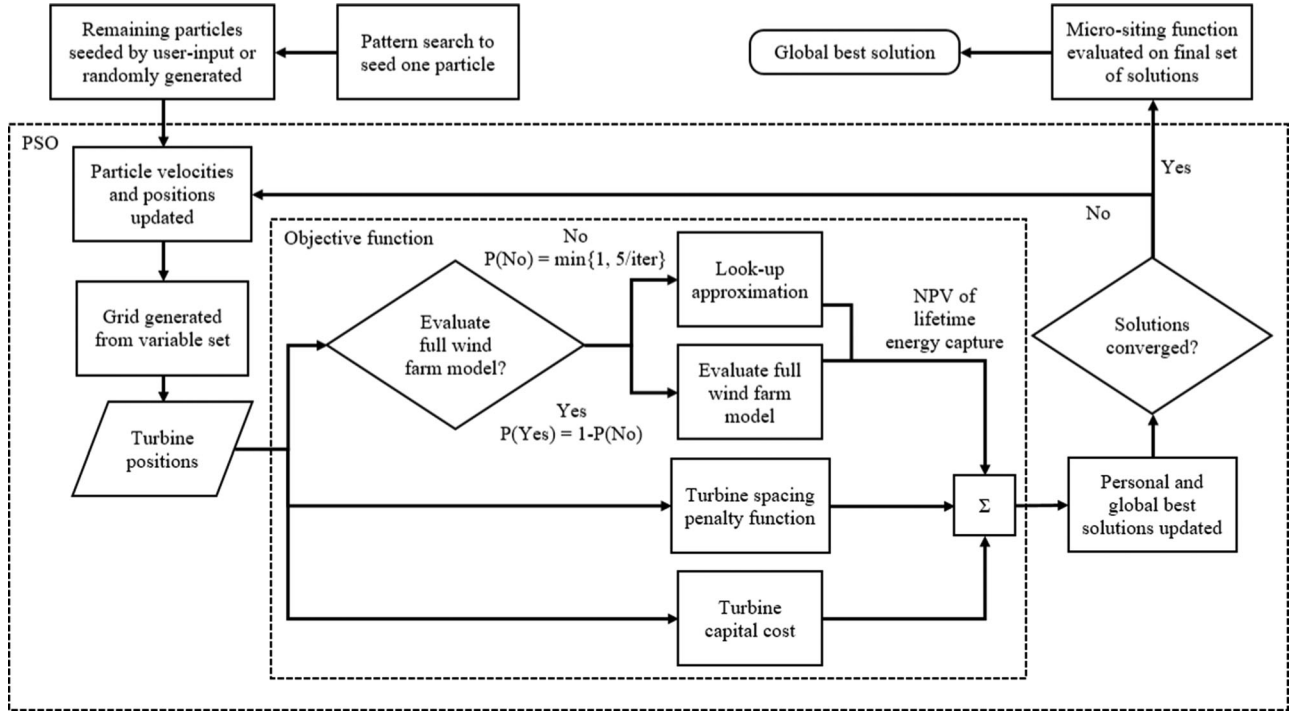 Remaining particles
seeded by user-input or
randomly generated
Pattern search to
seed one particle
Global best solution
Micro-siting function
evaluated on final set
of solutions
PSO
Particle velocities
and positions
updated
Yes
No
Objective function
No
P(No) = min{1, 5/iter}
Look-up
approximation
NPV of
lifetime
energy capture
Grid generated
from variable set
Evaluate
full wind
farm model?
Solutions
converged?
Evaluate full
wind farm
model
Yes
P(Yes) = 1-P(No)
Turbine
positions
Turbine spacing
penalty function
Σ
Personal and
global best
solutions updated
Turbine
capital cost